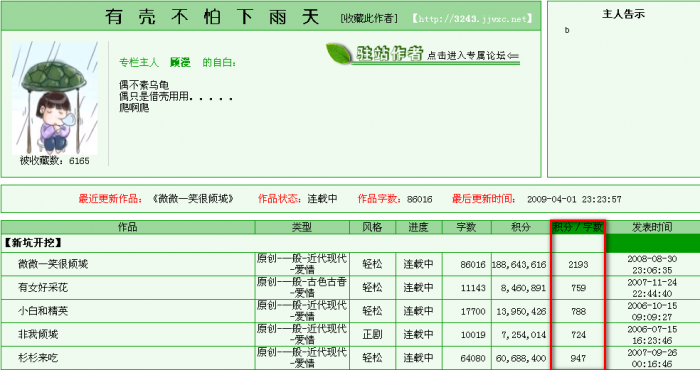 有 壳 不 怕 下 雨 天 [收藏此作者] 【http://3243.jjwxc.net】
主人告示
b
专栏主人 顾漫 的自白:
驻站作者 点击进入专属论坛⇐
偶不素乌龟
偶只是借壳用用.....
爬啊爬
被收藏数: 6165
最近更新作品: 《微微一笑很倾城》 作品状态: 连载中 作品字数: 86016 最后更新时间: 2009-04-01 23:23:57
作品 类型 风格 进度 字数 积分 积分/字数 发表时间
【新坑开挖】
微微一笑很倾城 原创-一般-近代现代-爱情 轻松 连载中 86016 188,643,616 2193 2008-08-30 23:06:35
有女好采花 原创-一般-古色古香-爱情 轻松 连载中 11143 8,460,891 759 2007-11-24 22:44:40
小白和精英 原创-一般-近代现代-爱情 轻松 连载中 17700 13,950,426 788 2006-10-15 09:09:27
非我倾城 原创-一般-近代现代-爱情 正剧 连载中 10019 7,254,014 724 2006-07-15 16:23:46
杉杉来吃 原创-一般-近代现代-爱情 轻松 连载中 64080 60,688,400 947 2007-09-26 00:16:46